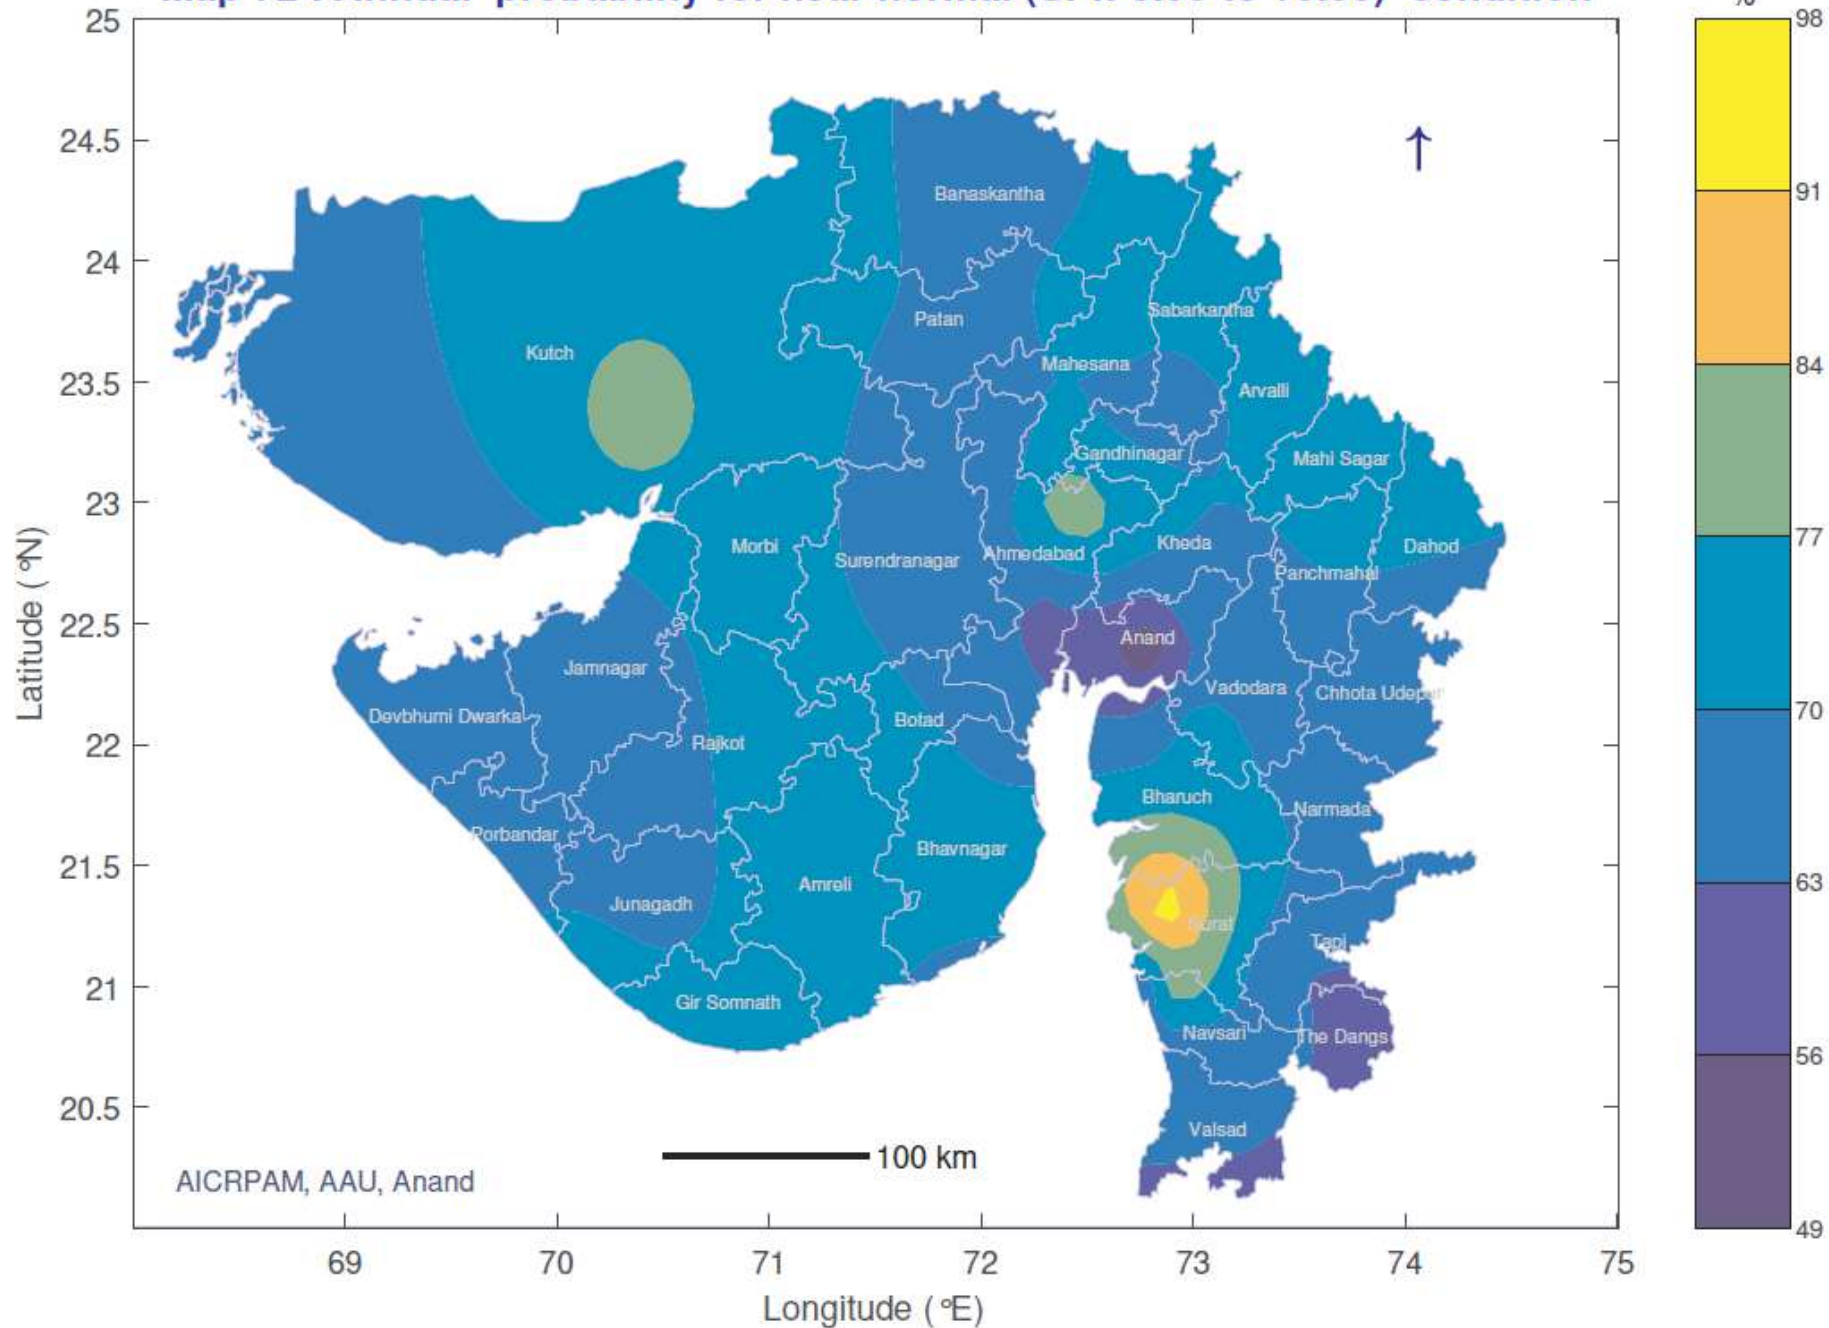 %
25
98
24.5
91
24
84
23.5
77
23
70
22.5
63
22
56
21.5
49
21
20.5
Latitude (°N)
Banaskantha
Patan
Sabarkantha
Kutch
Mahesana
Arvalli
Gandhinagar
Mahi Sagar
Morbi
Surendranagar
Ahmedabad
Kheda
Dahod
Panchmahal
Anand
Jamnagar
Vadodara
Chhota Udepur
Devbhumi Dwarka
Botad
Rajkot
Bharuch
Narmada
Porbandar
Bhavnagar
Amreli
Junagadh
Surat
Tapi
Gir Somnath
Navsari
The Dangs
Valsad
100 km
AICRPAM, AAU, Anand
69 70 71 72 73 74 75
Longitude (°E)